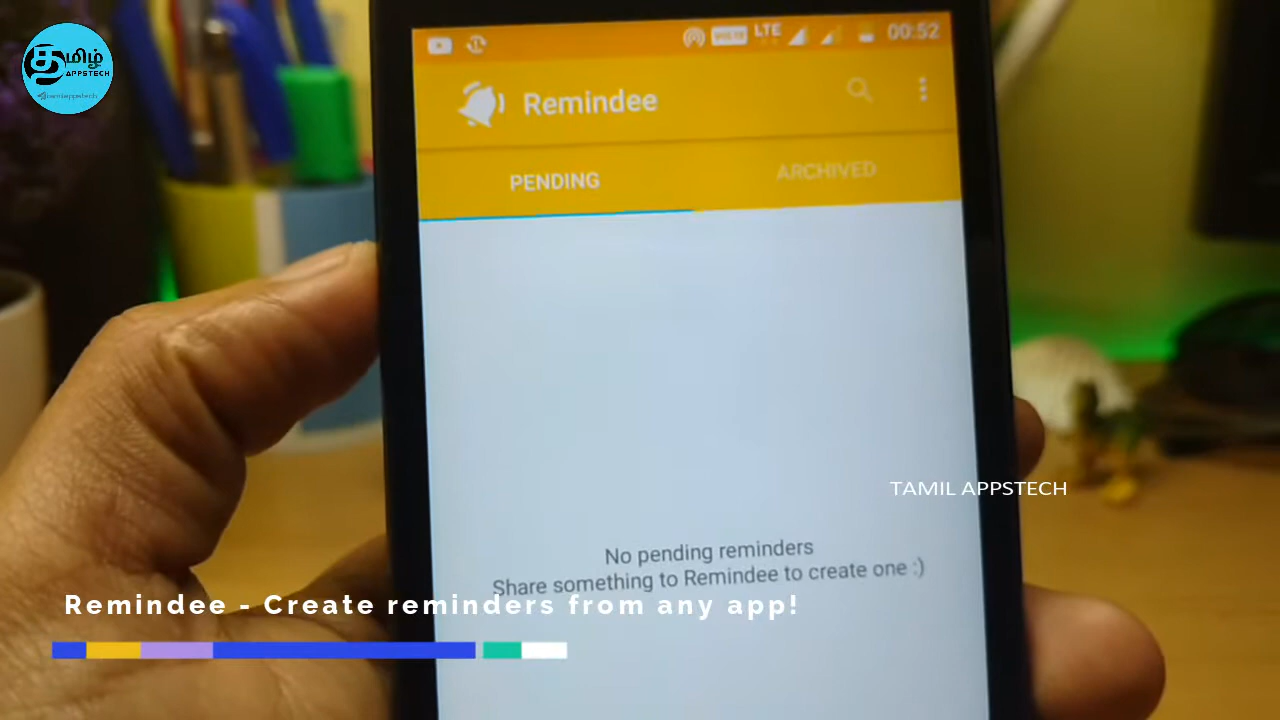 தமிழ்
APPSTECH
VoLTE
LTE
00:52
Remindee
PENDING
ARCHIVED
TAMIL APPSTECH
No pending reminders
Share something to Remindee to create one :)
Remindee - Create reminders from any app!